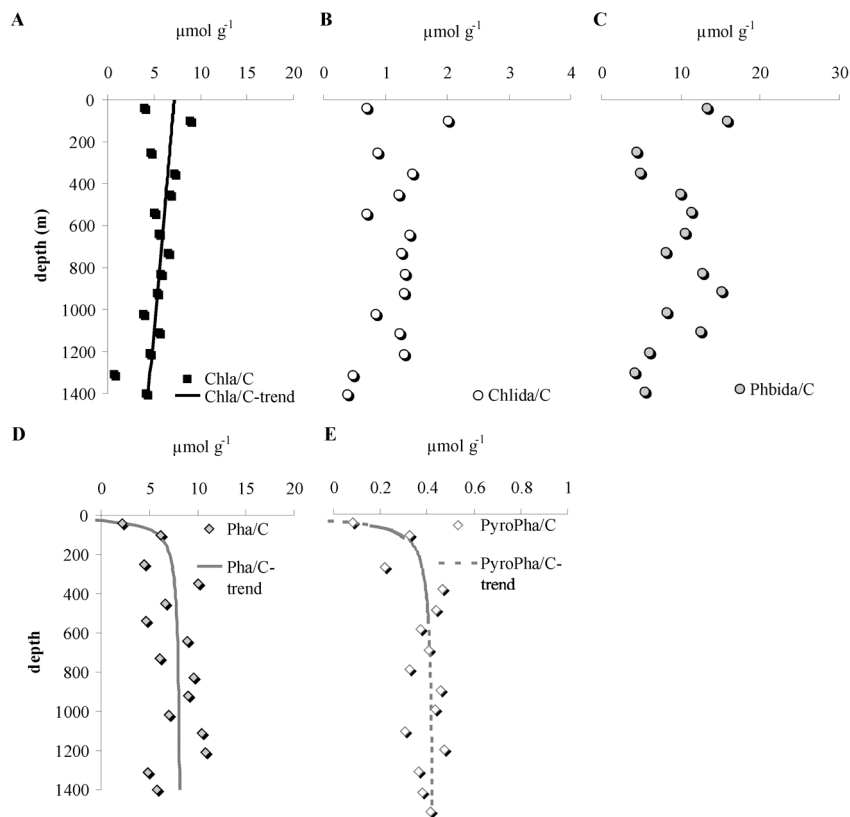 A
µmol g-1
B
µmol g-1
C
µmol g-1
0 5 10 15 20
0 1 2 3 4
0 10 20 30
0
200
400
600
800
1000
1200
1400
depth (m)
Chla/C
Chla/C-trend
Chlida/C
Phbida/C
D
µmol g-1
E
µmol g-1
0 5 10 15 20
0 0.2 0.4 0.6 0.8 1
0
200
400
600
800
1000
1200
1400
depth
Pha/C
Pha/C-
trend
PyroPha/C
PyroPha/C-
trend